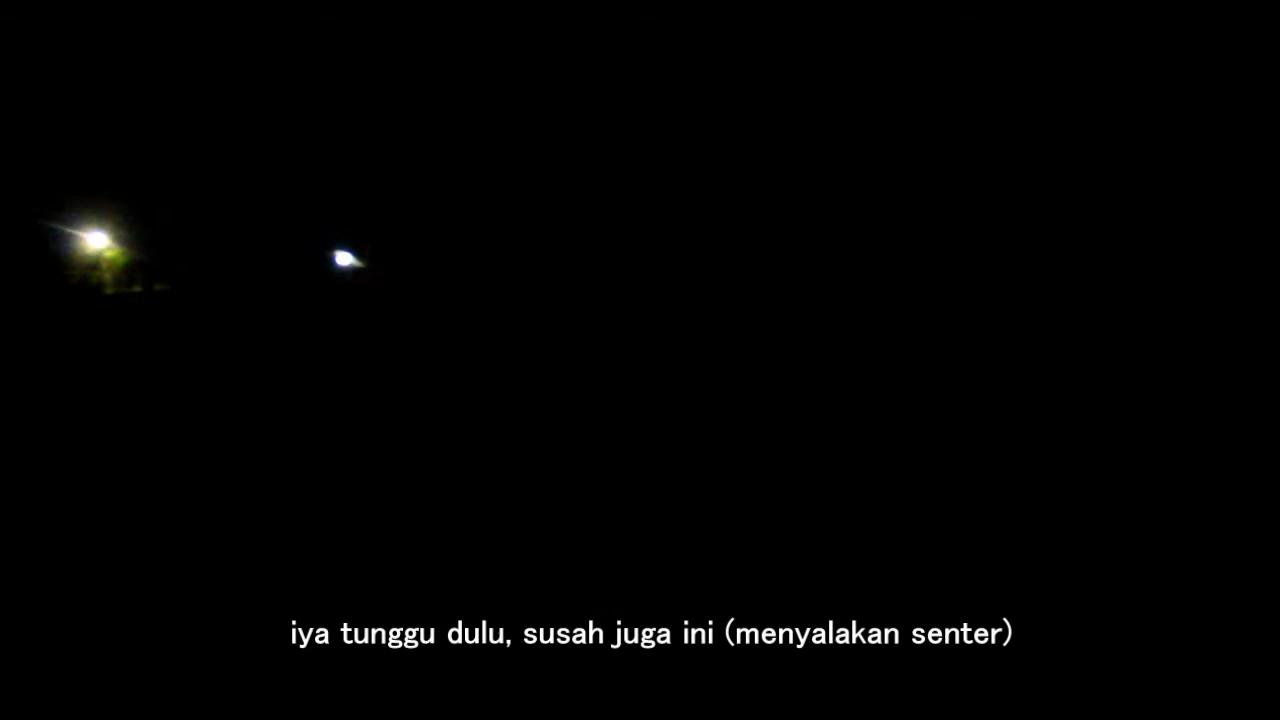 iya tunggu dulu, susah juga ini (menyalakan senter)